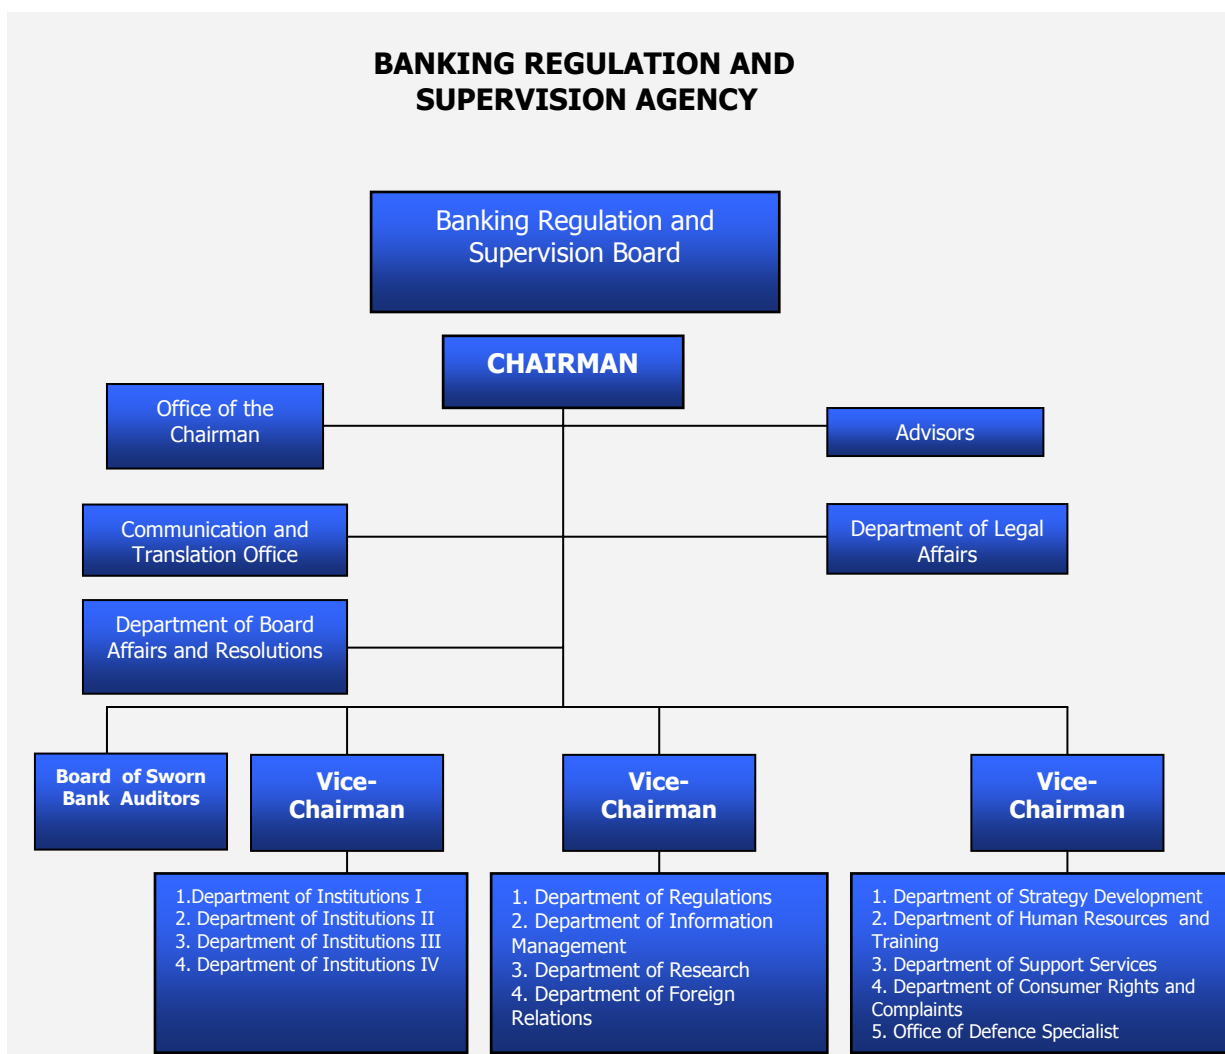 BANKING REGULATION AND
SUPERVISION AGENCY
Banking Regulation and
Supervision Board
CHAIRMAN
Office of the
Chairman
Advisors
Communication and
Translation Office
Department of Legal
Affairs
Department of Board
Affairs and Resolutions
Board of Sworn
Bank Auditors
Vice-
Chairman
Vice-
Chairman
Vice-
Chairman
1.Department of Institutions I
2. Department of Institutions II
3. Department of Institutions III
4. Department of Institutions IV
1. Department of Regulations
2. Department of Information
Management
3. Department of Research
4. Department of Foreign
Relations
1. Department of Strategy Development
2. Department of Human Resources and
Training
3. Department of Support Services
4. Department of Consumer Rights and
Complaints
5. Office of Defence Specialist